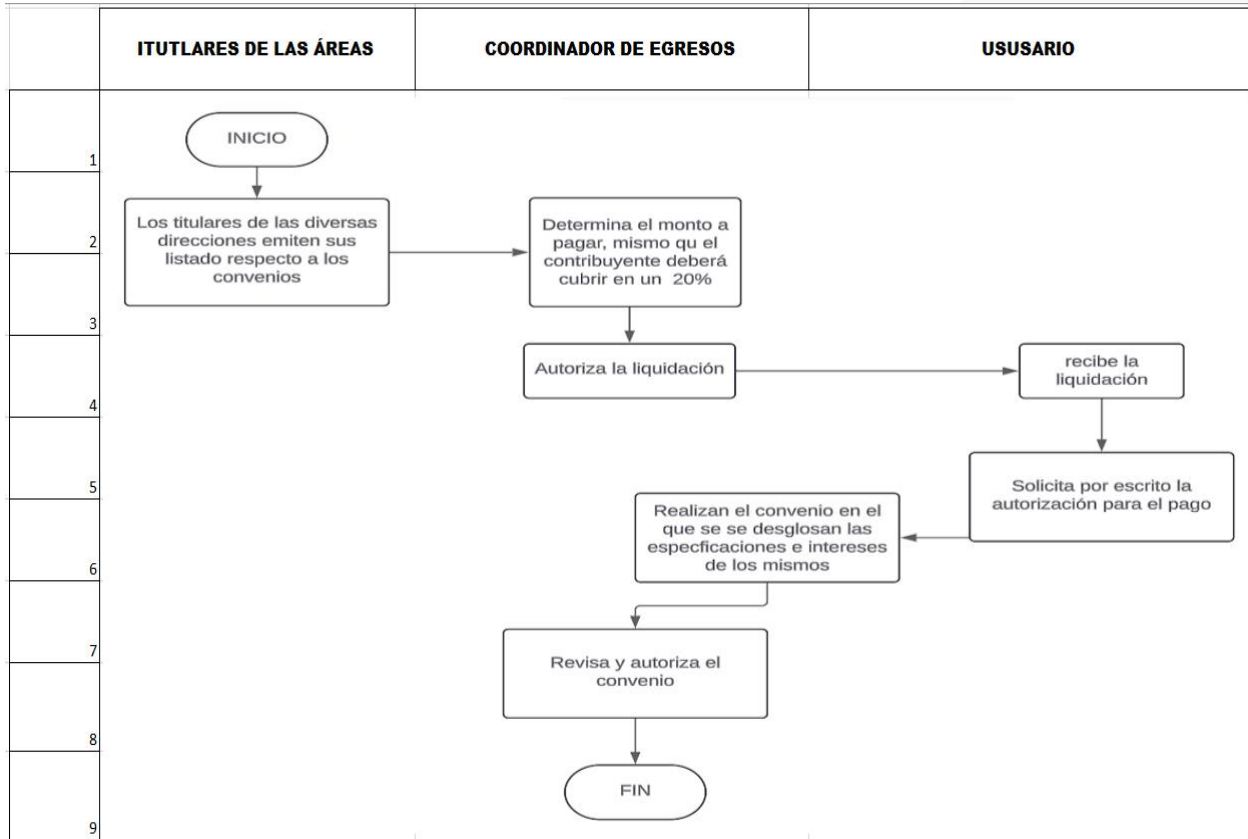 ITUTLARES DE LAS ÁREAS
COORDINADOR DE EGRESOS
USUSARIO
1
INICIO
2
Los titulares de las diversas
direcciones emiten sus
listado respecto a los
convenios
Determina el monto a
pagar, mismo qu el
contribuyente deberá
cubrir en un 20%
3
Autoriza la liquidación
recibe la
liquidación
4
Solicita por escrito la
autorización para el pago
5
Realizan el convenio en el
que se se desglosan las
especficaciones e intereses
de los mismos
6
7
Revisa y autoriza el
convenio
8
FIN
9